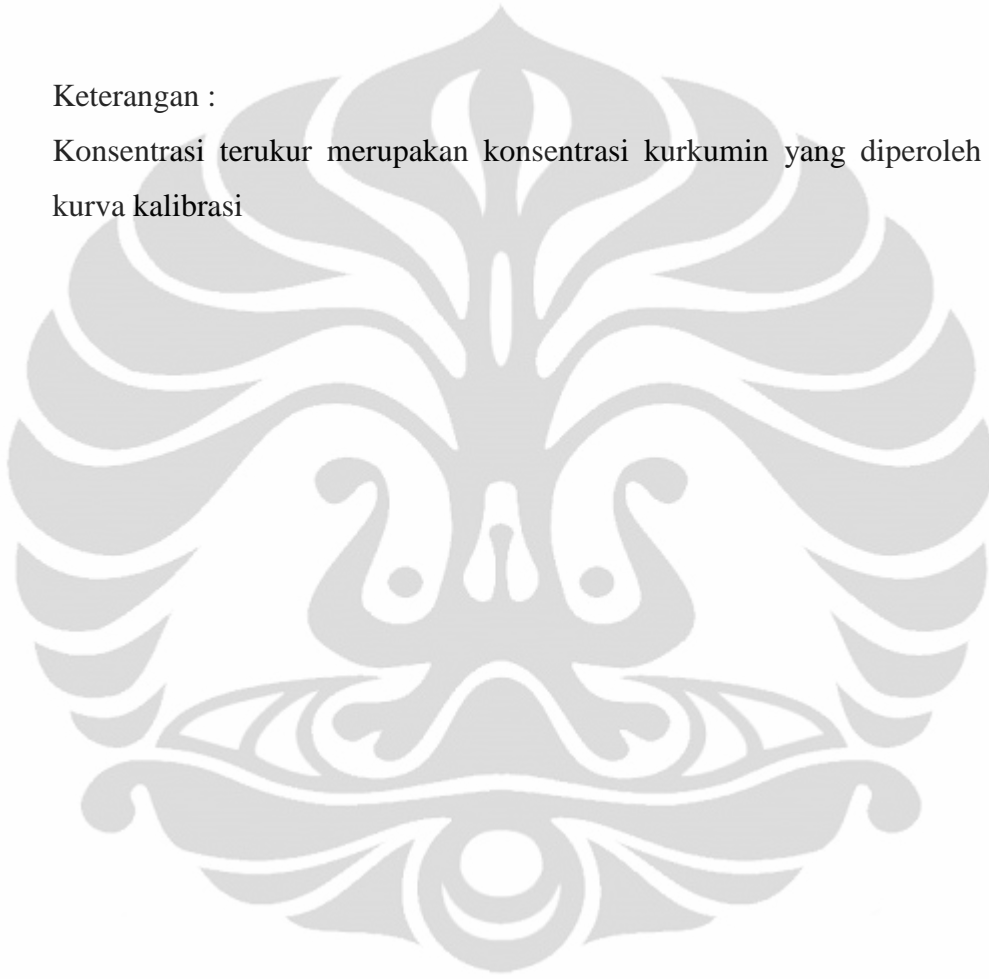 Keterangan :
Konsentrasi terukur merupakan konsentrasi kurkumin yang diperoleh
kurva kalibrasi